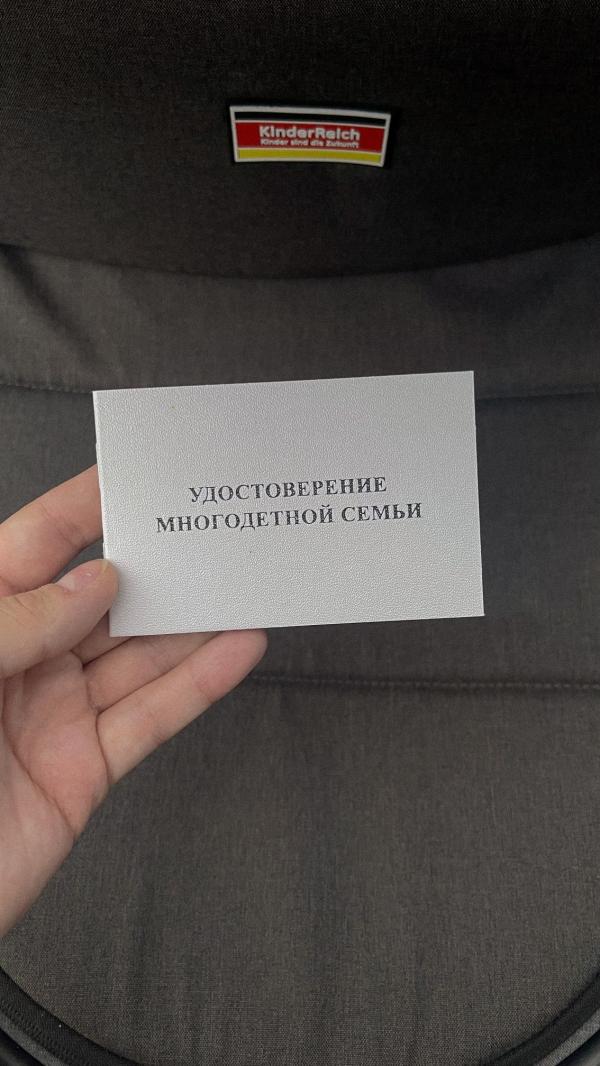 KinderReich
Kinder sind die Zukunft
УДОСТОВЕРЕНИЕ
МНОГОДЕТНОЙ СЕМЬИ